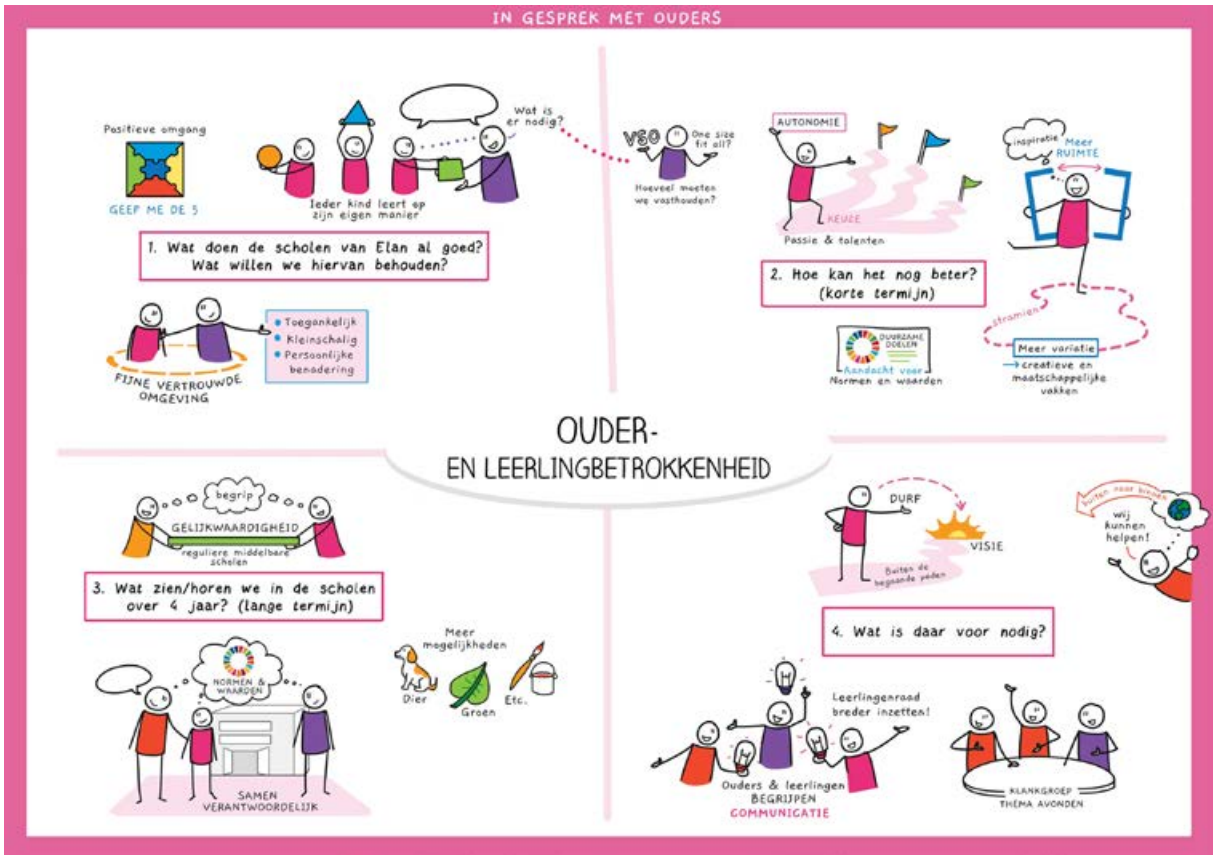 IN GESPREK MET OUDERS
Positieve omgang
GEEF ME DE 5
Wat is
er nodig?
Ieder kind leert op
zijn eigen manier
1. Wat doen de scholen van Elan al goed?
Wat willen we hiervan behouden?
Toegankelijk
Kleinschalig
Persoonlijke
benadering
FIJNE VERTROUWDE
OMGEVING
VSO
One size
fit all?
Hoeveel moeten
we vasthouden?
AUTONOMIE
KEUZE
Passie & talenten
inspiratie
Meer
RUIMTE
2. Hoe kan het nog beter?
(korte termijn)
stramien
DUURZAME
DOELEN
Aandacht voor
Normen en waarden
Meer variatie
creatieve en
maatschappelijke
vakken
OUDER-
EN LEERLINGBETROKKENHEID
begrip
GELIJKWAARDIGHEID
reguliere middelbare
scholen
3. Wat zien/horen we in de scholen
over 4 jaar? (lange termijn)
NORMEN &
WAARDEN
SAMEN
VERANTWOORDELIJK
Meer
mogelijkheden
Dier
Groen
Etc.
DURF
VISIE
Buiten de
begaande paden
buiten naar binnen
wij
kunnen
helpen!
4. Wat is daar voor nodig?
Leerlingenraad
breder inzetten!
Ouders & leerlingen
BEGRIJPEN
COMMUNICATIE
KLANKGROEP
THEMA AVONDEN